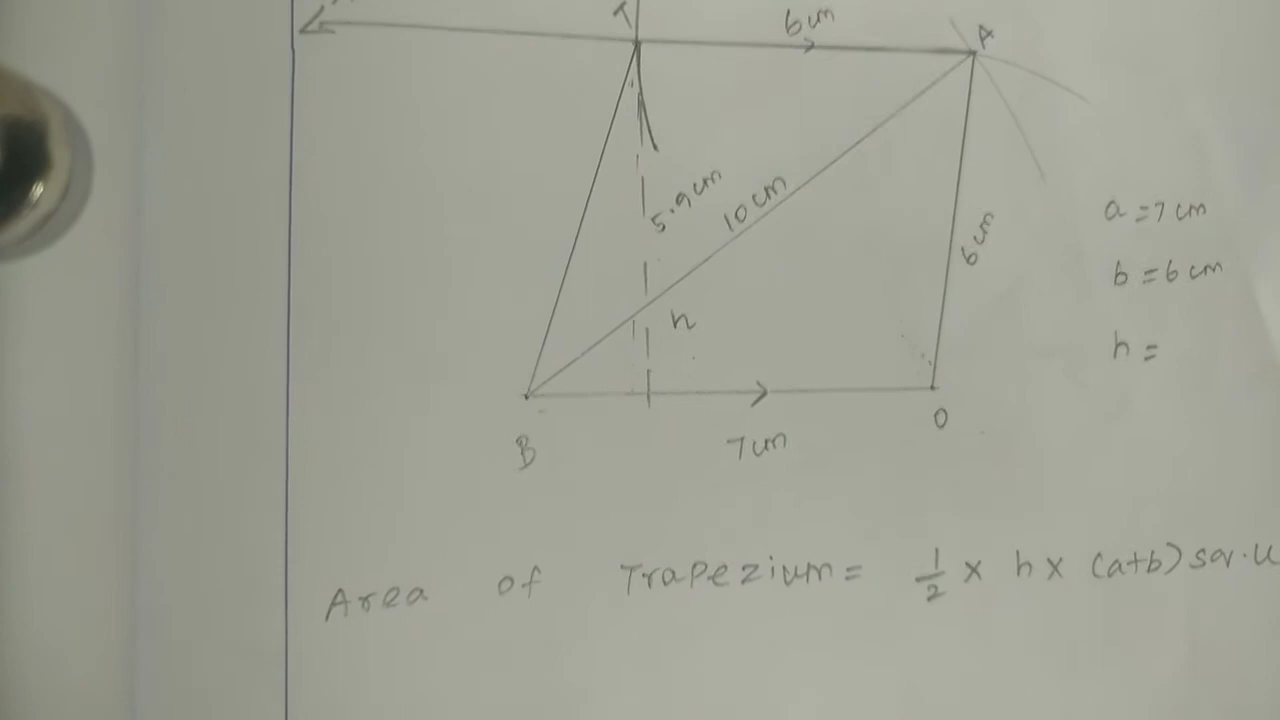 T
6cm
A
5.9cm
10cm
6cm
a = 7 cm
b = 6 cm
h
h =
B
7cm
O
Area of Trapezium = 1/2 × h × (a+b) sq.u